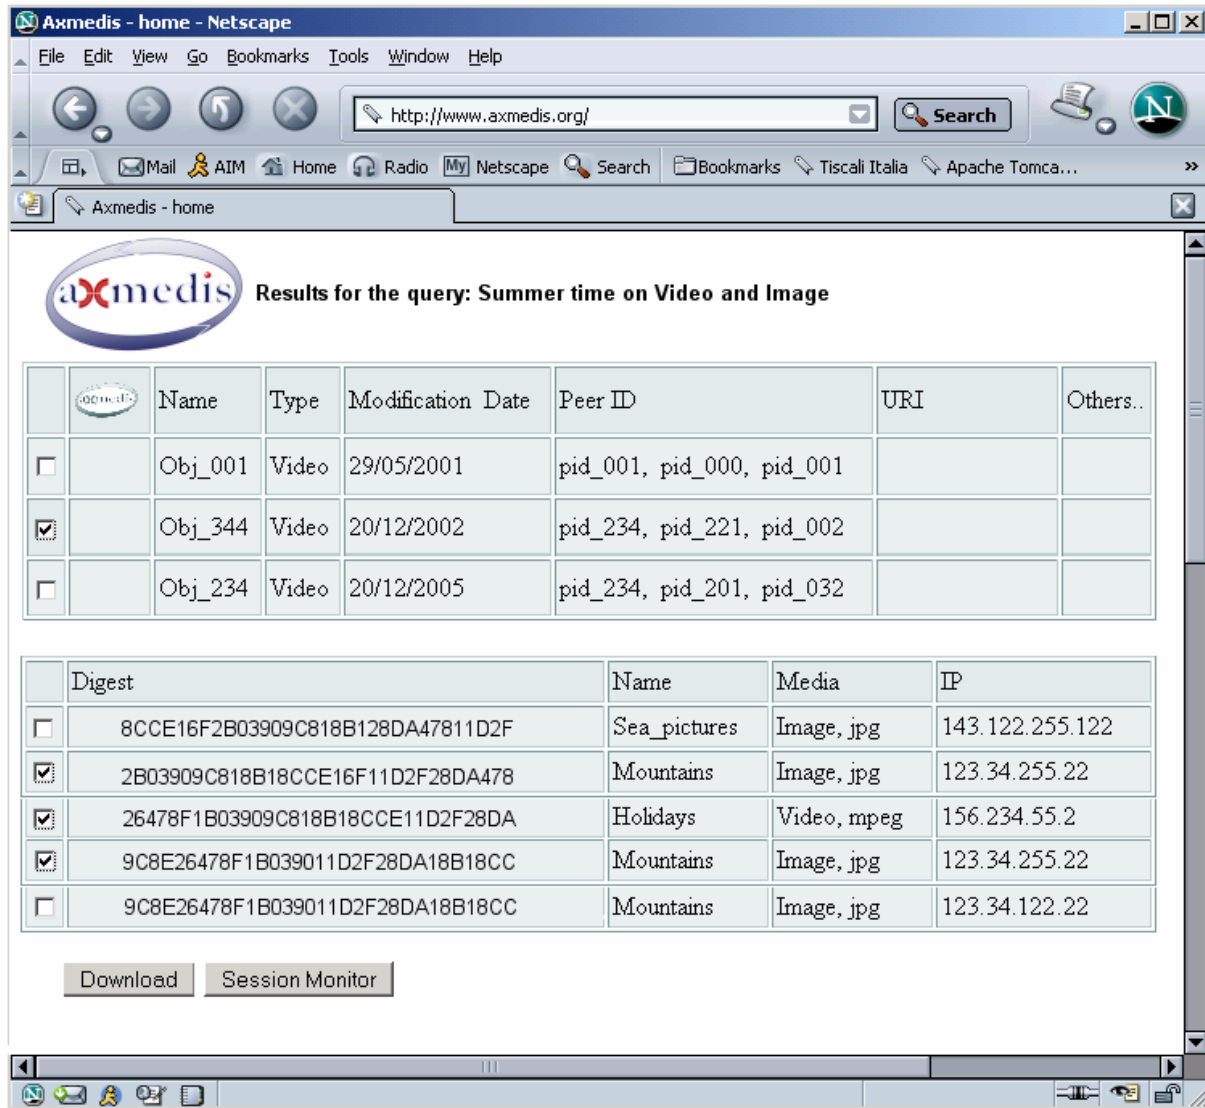 Axmedis - home - Netscape
File Edit View Go Bookmarks Tools Window Help
http://www.axmedis.org/ Search
Mail AIM Home Radio My Netscape Search Bookmarks Tiscali Italia Apache Tomca... »
Axmedis - home
axmedis Results for the query: Summer time on Video and Image
axmedis Name Type Modification Date Peer ID URI Others..
Obj_001 Video 29/05/2001 pid_001, pid_000, pid_001
Obj_344 Video 20/12/2002 pid_234, pid_221, pid_002
Obj_234 Video 20/12/2005 pid_234, pid_201, pid_032
Digest Name Media IP
8CCE16F2B03909C818B128DA47811D2F Sea_pictures Image, jpg 143.122.255.122
2B03909C818B18CCE16F11D2F28DA478 Mountains Image, jpg 123.34.255.22
26478F1B03909C818B18CCE11D2F28DA Holidays Video, mpeg 156.234.55.2
9C8E26478F1B039011D2F28DA18B18CC Mountains Image, jpg 123.34.255.22
9C8E26478F1B039011D2F28DA18B18CC Mountains Image, jpg 123.34.122.22
Download Session Monitor